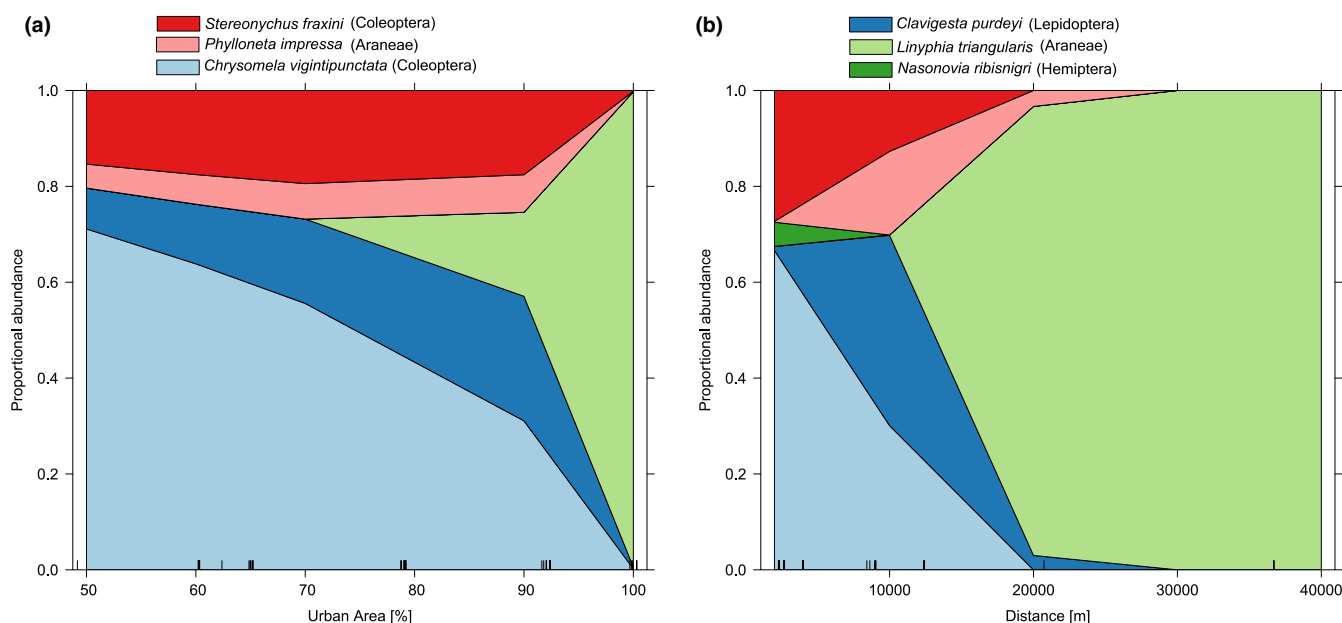 (a)
Stereonychus fraxini (Coleoptera)
Phylloneta impressa (Araneae)
Chrysomela vigintipunctata (Coleoptera)
1.0
0.8
0.6
0.4
0.2
0.0
Proportional abundance
50 60 70 80 90 100
Urban Area [%]
(b)
Clavigesta purdeyi (Lepidoptera)
Linyphia triangularis (Araneae)
Nasonovia ribisnigri (Hemiptera)
1.0
0.8
0.6
0.4
0.2
0.0
Proportional abundance
10000 20000 30000 40000
Distance [m]